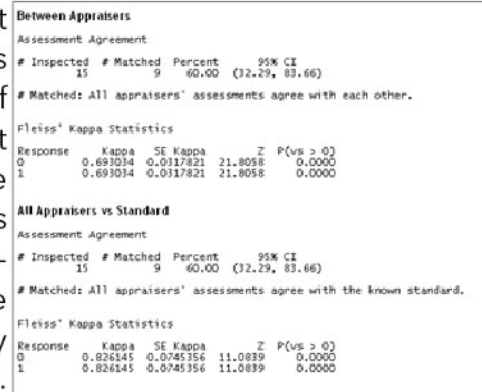 t
s
f
t
e
s
-
e
y
.
Between Appraisers
Assessment Agreement
# Inspected # Matched Percent 95% CI
15 9 60.00 (32.29, 83.66)
# Matched: All appraisers' assessments agree with each other.
Fleiss' Kappa Statistics
Response Kappa SE Kappa Z P(vs > 0)
0 0.693034 0.0317821 21.8058 0.0000
1 0.693034 0.0317821 21.8058 0.0000
All Appraisers vs Standard
Assessment Agreement
# Inspected # Matched Percent 95% CI
15 9 60.00 (32.29, 83.66)
# Matched: All appraisers' assessments agree with the known standard.
Fleiss' Kappa Statistics
Response Kappa SE Kappa Z P(vs > 0)
0 0.826145 0.0745356 11.0839 0.0000
1 0.826145 0.0745356 11.0839 0.0000